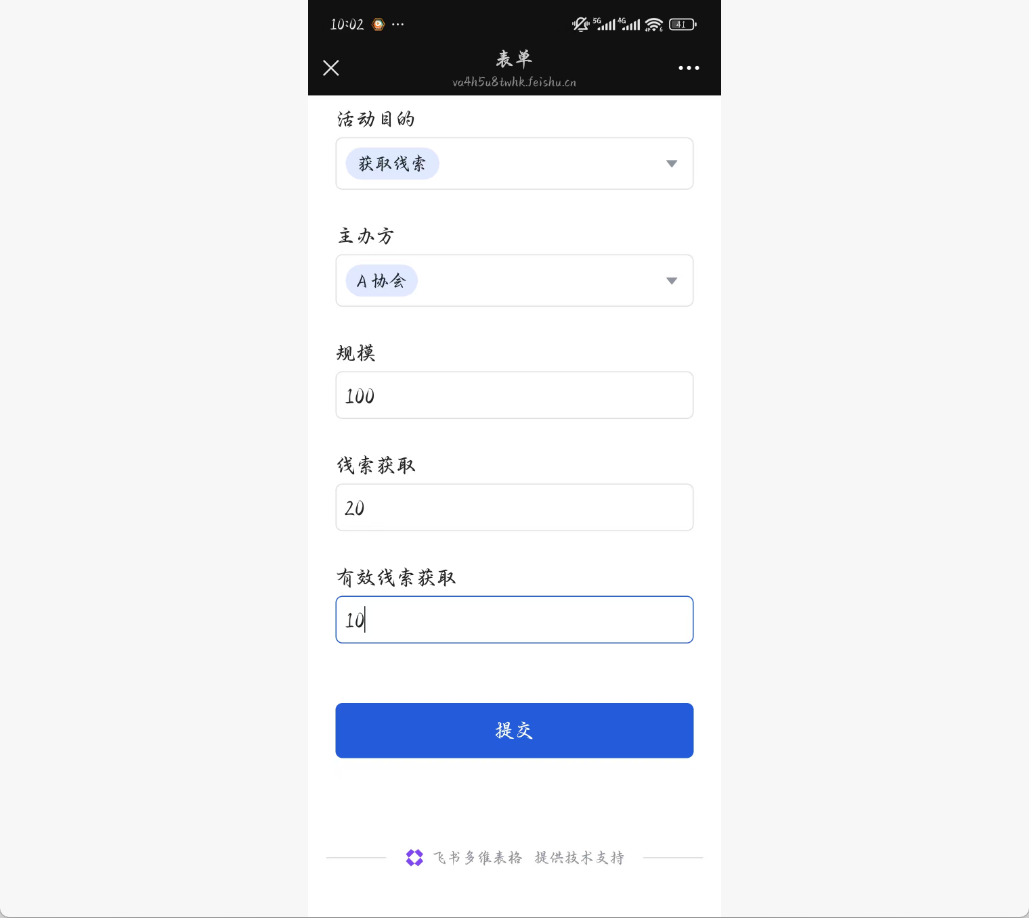 10:02 ...
5G 4G 6 41
表单
va4h5u8twhk.feishu.cn
活动目的
获取线索
主办方
A 协会
规模
100
线索获取
20
有效线索获取
10
提交
飞书多维表格 提供技术支持